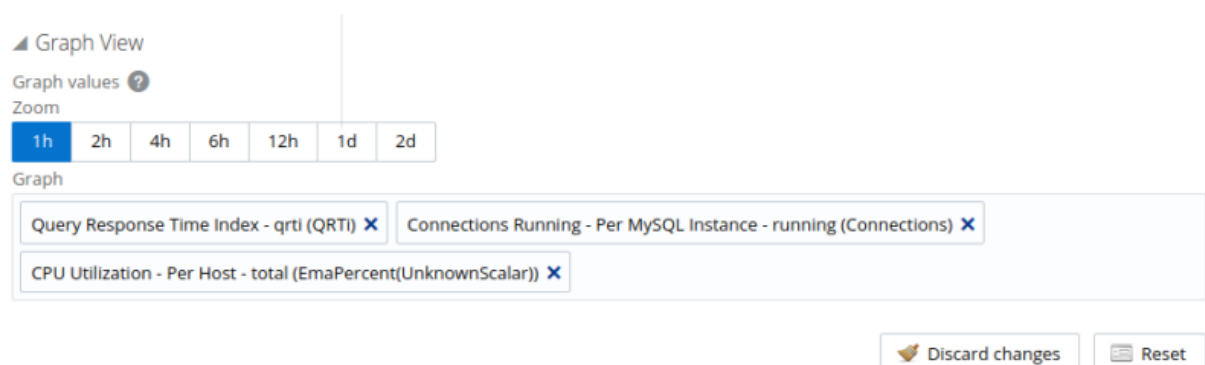 Graph View
Graph values ?
Zoom
1h 2h 4h 6h 12h 1d 2d
Graph
Query Response Time Index - qrti (QRTi) × Connections Running - Per MySQL Instance - running (Connections) ×
CPU Utilization - Per Host - total (EmaPercent(UnknownScalar)) ×
Discard changes Reset